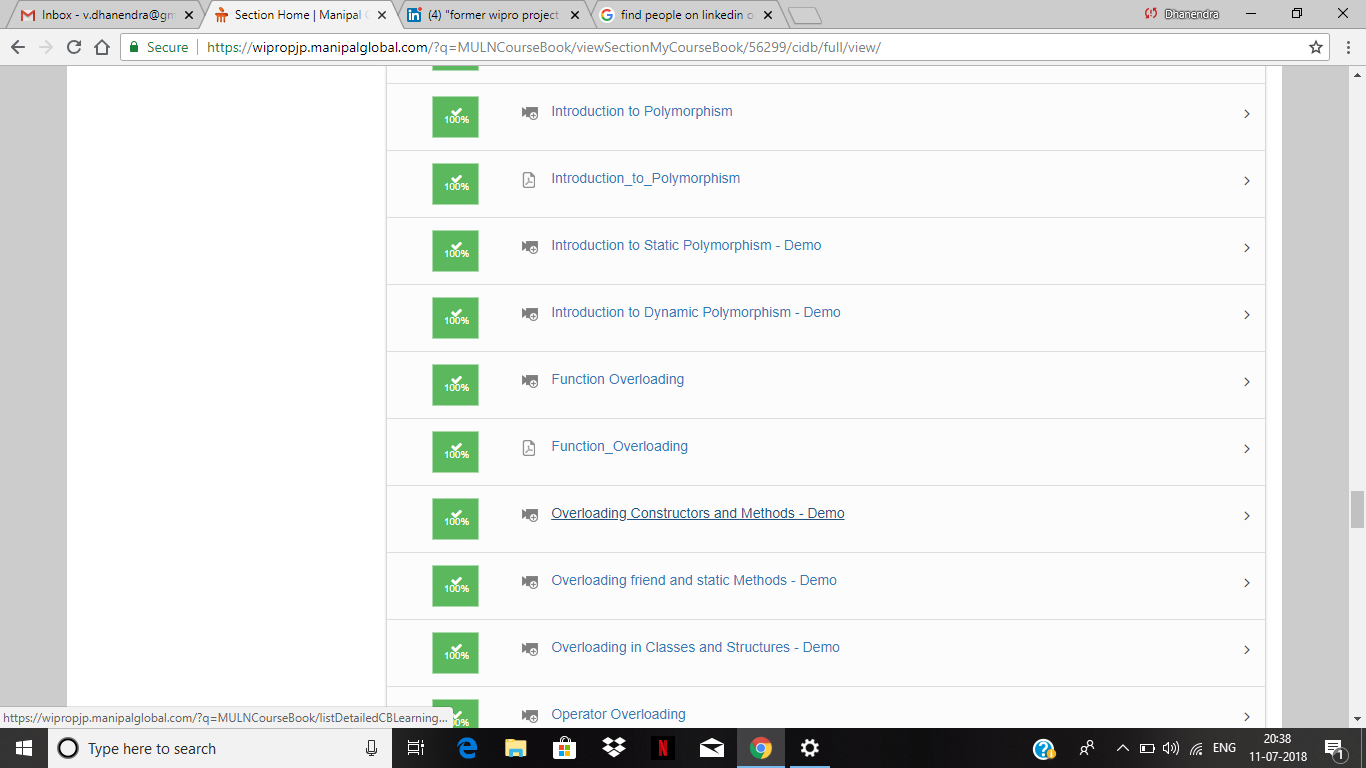 Inbox - v.dhanendra@gm
Section Home | Manipal G
(4) "former wipro project
find people on linkedin o
Dhanendra
Secure
https://wipropjp.manipalglobal.com/?q=MULNCourseBook/viewSectionMyCourseBook/56299/cidb/full/view/
100%
Introduction to Polymorphism
100%
Introduction_to_Polymorphism
100%
Introduction to Static Polymorphism - Demo
100%
Introduction to Dynamic Polymorphism - Demo
100%
Function Overloading
100%
Function_Overloading
100%
Overloading Constructors and Methods - Demo
100%
Overloading friend and static Methods - Demo
100%
Overloading in Classes and Structures - Demo
Operator Overloading
https://wipropjp.manipalglobal.com/?q=MULNCourseBook/listDetailedCBLearning...
Type here to search
ENG
20:38
11-07-2018
1